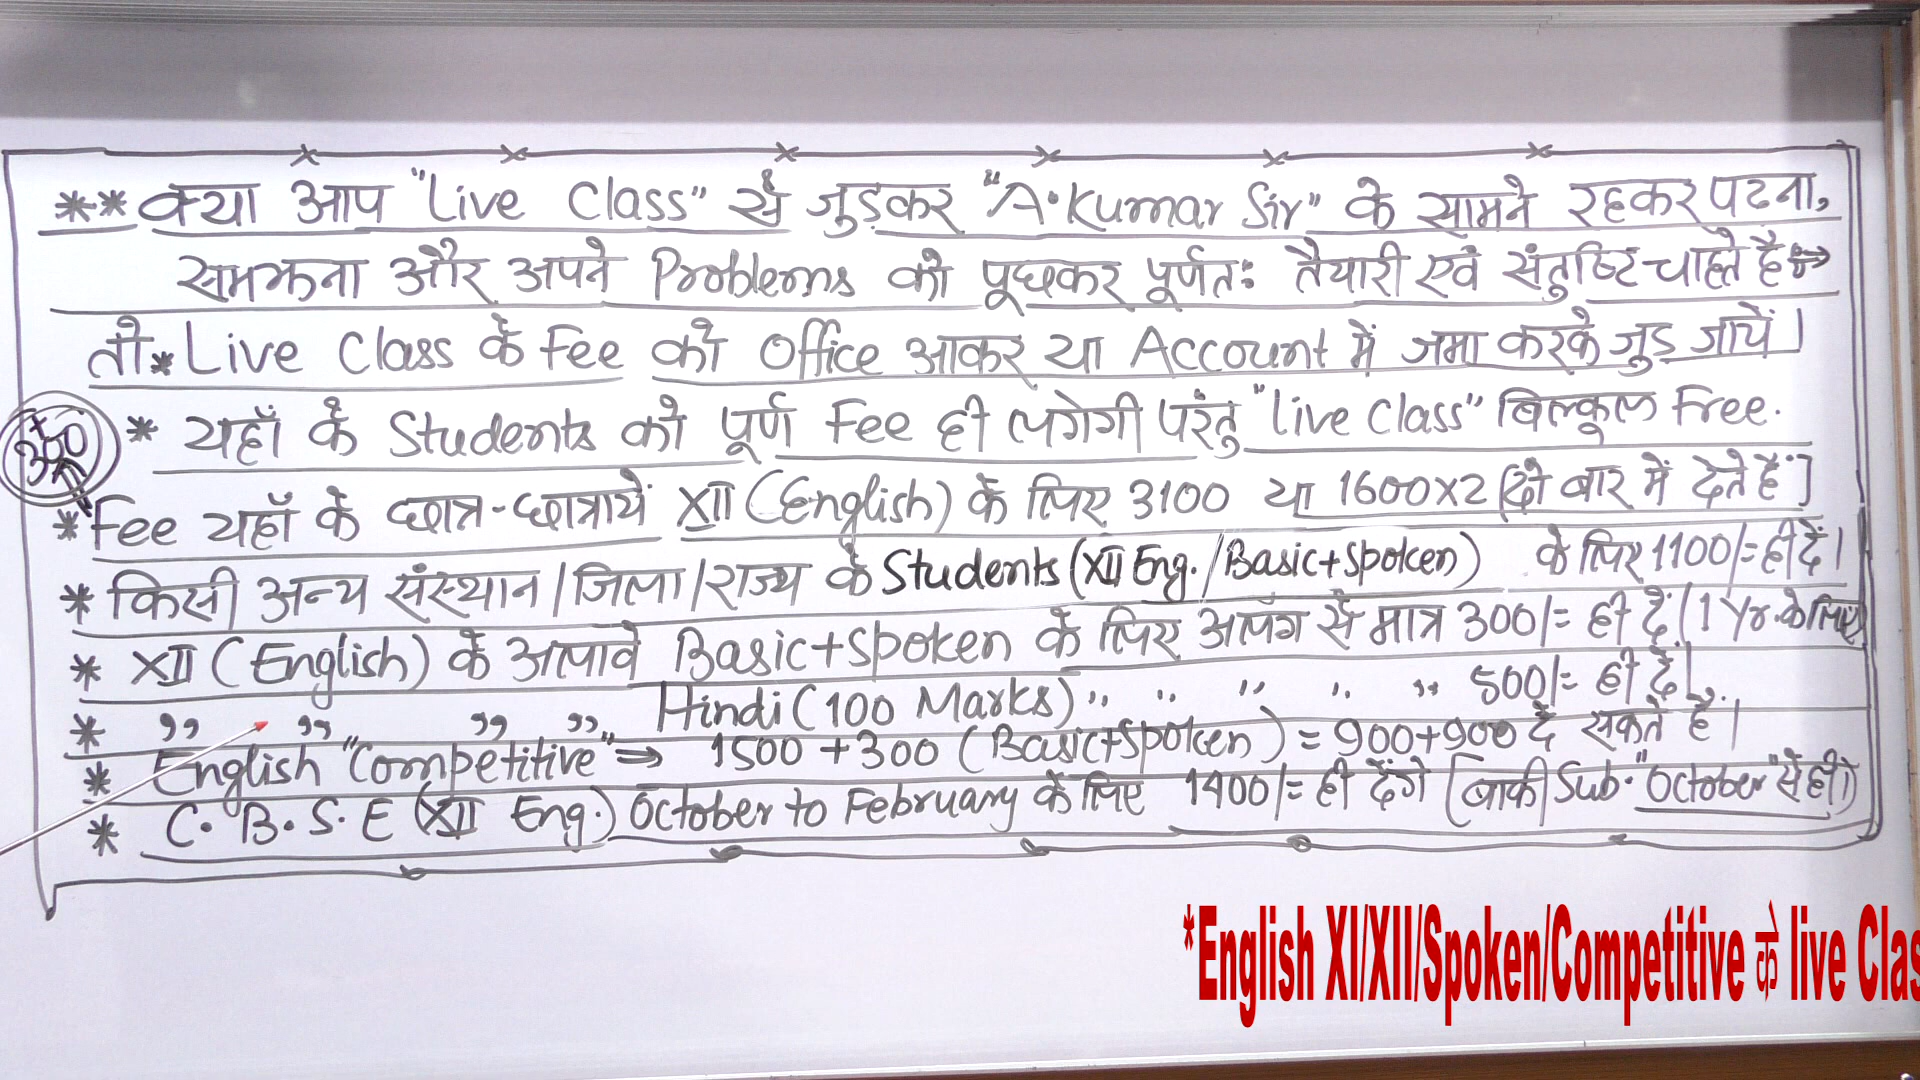 ** क्या आप "Live Class" से जुड़कर "A.Kumar Sir" के सामने रहकर पढना,
समझना और अपने Problems को पूछकर पूर्णतः तैयारी एवं संतुष्टि चाहते हैं⇒
तो * Live Class के Fee को Office आकर या Account में जमा करके जुड़ जायें।
* यहाँ के Students को पूर्ण Fee ही लगेगी परंतु "live Class" बिल्कुल Free.
+300
* Fee यहाँ के छात्र-छात्रायें XII (English) के लिए 3100 या 1600x2 [दो बार में देते हैं]
* किसी अन्य संस्थान/जिला/राज्य के Students (XII Eng./Basic+Spoken) के लिए 1100/= ही दें।
* XII (English) के अलावे Basic+Spoken के लिए अलग से मात्र 300/= ही दें (1 Yr. के लिए)
* ,, ,, ,, ,, Hindi (100 Marks) ,, ,, ,, ,, ,, 500/= ही दें।
* English "Competitive" ⇒ 1500+300 (Basic+Spoken) = 900+900 दे सकते हैं।
* C.B.S.E (XII Eng.) October to February के लिए 1400/= ही देंगे (बाकी Sub. "October" से ही)
*English XI/XII/Spoken/Competitive के live Clas